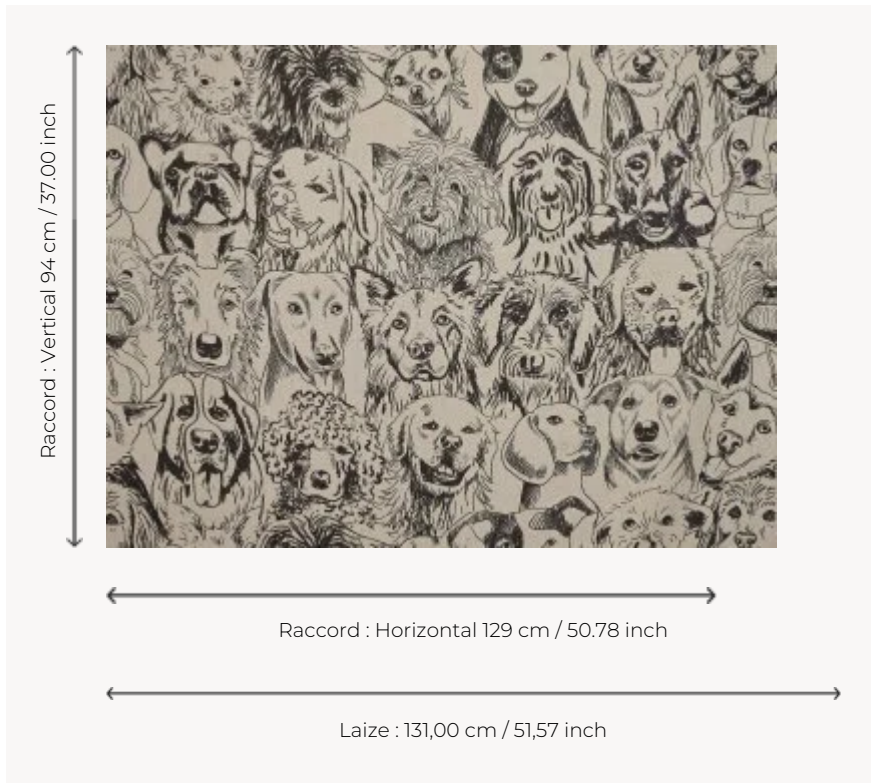 Raccord : Vertical 94 cm / 37.00 inch
Raccord : Horizontal 129 cm / 50.78 inch
Laize : 131,00 cm / 51,57 inch